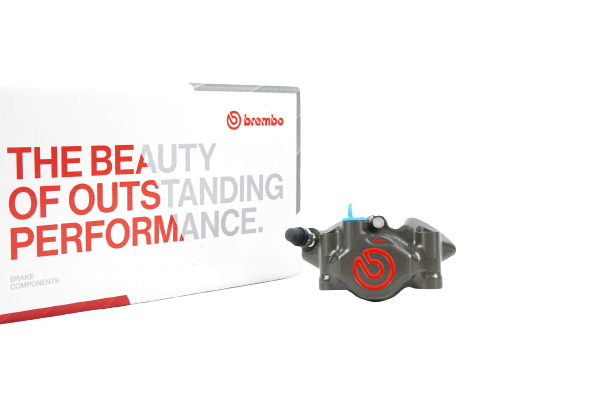 brembo
THE BEAUTY
OF OUTSTANDING
PERFORMANCE.
BRAKE
COMPONENTS